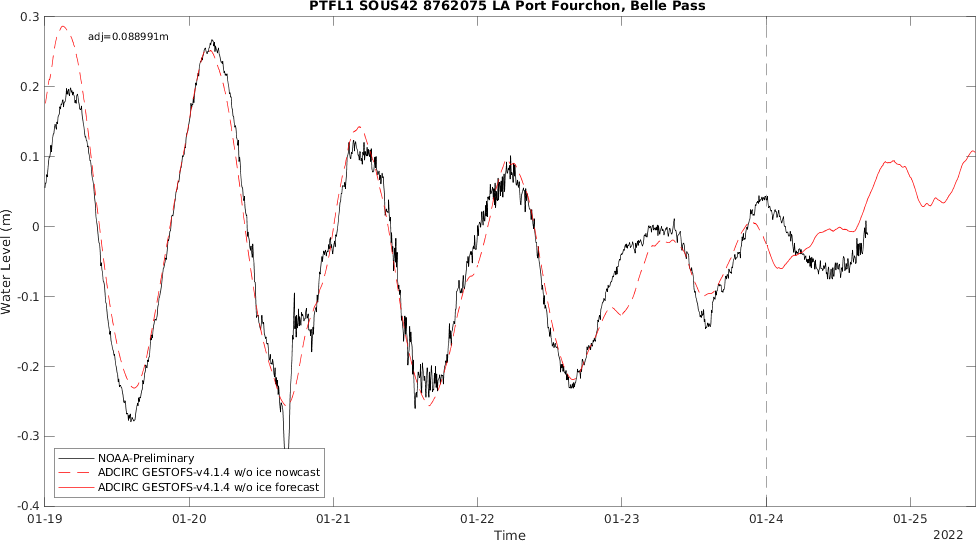 PTFL1 SOUS42 8762075 LA Port Fourchon, Belle Pass
adj=0.088991m
0.3
0.2
0.1
0
-0.1
-0.2
-0.3
-0.4
Water Level (m)
NOAA-Preliminary
ADCIRC GESTOFS-v4.1.4 w/o ice nowcast
ADCIRC GESTOFS-v4.1.4 w/o ice forecast
01-19 01-20 01-21 01-22 01-23 01-24 01-25
Time
2022